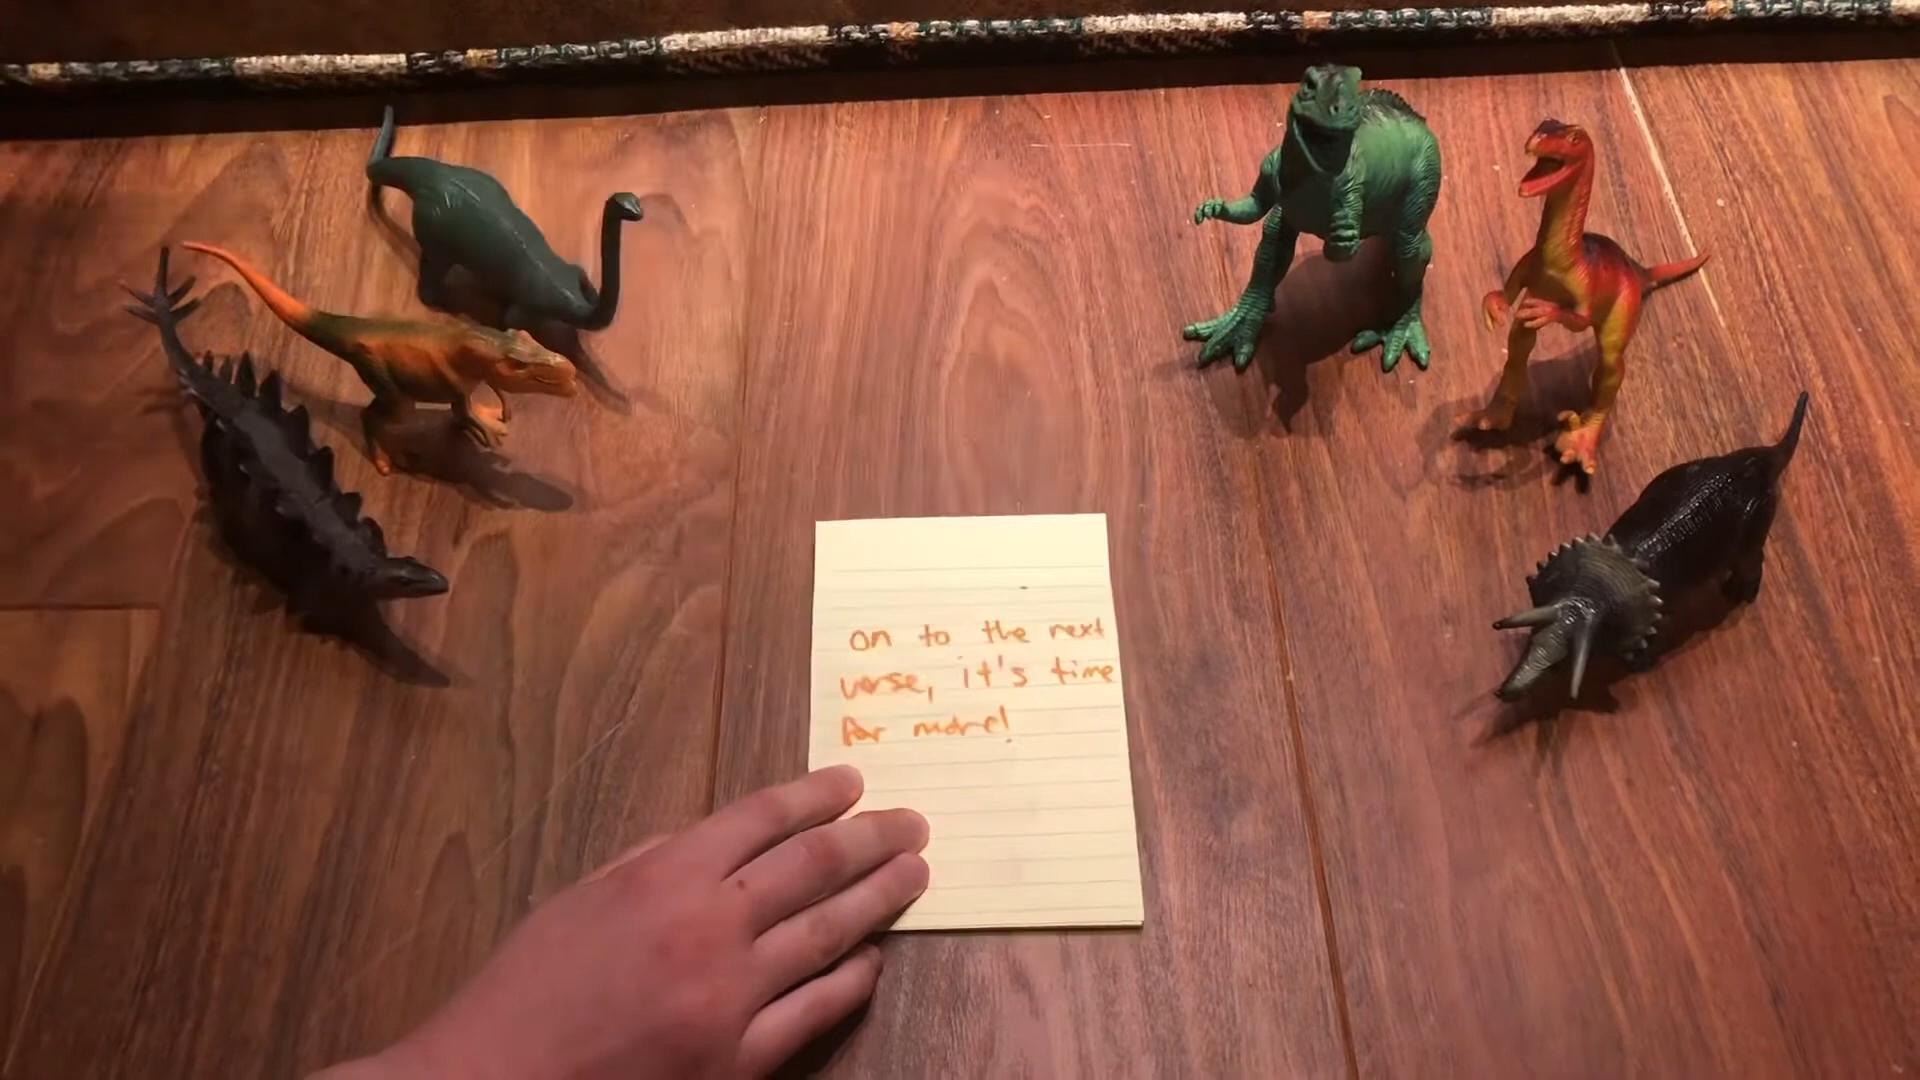 on to the next
verse, it's time
for more!